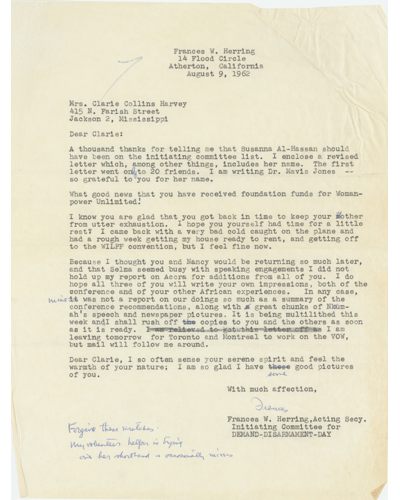 Frances W. Herring
14 Flood Circle
Atherton, California
August 9, 1962
Mrs. Clarie Collins Harvey
415 N. Farish Street
Jackson 2, Mississippi
Dear Clarie:
A thousand thanks for telling me that Susanna Al-Hassan should
have been on the initiating committee list. I enclose a revised
letter which, among other things, includes her name. The first
letter went to 20 friends. I am writing Dr. Mavis Jones --
so grateful to you for her name.
What good news that you have received foundation funds for Woman-
power Unlimited!
I know you are glad that you got back in time to keep your mother
from utter exhaustion. I hope you yourself had time for a little
rest? I came back with a very bad cold caught on the plane and
had a rough week getting my house ready to rent, and getting off
to the WILPF convention, but I feel fine now.
Because I thought you and Nancy would be returning so much later,
and that Selma seemed busy with speaking engagements I did not
hold up my report on Accra for additions from all of you. I do
hope all three of you will write your own impressions, both of the
conference and of your other African experiences. In any case,
mine was not a report on our doings so much as a summary of the
conference recommendations, along with a great chunks of Nkrum-
ah's speech and newspaper pictures. It is being multilithed this
week and I shall rush off copies to you and the others as soon
as it is ready. I was relieved to get this letter off as I am
leaving tomorrow for Toronto and Montreal to work on the VOW,
but mail will follow me around.
Dear Clarie, I so often sense your serene spirit and feel the
warmth of your nature; I am so glad I have these good pictures
some
of you.
With much affection,
Frances
Frances W. Herring, Acting Secy.
Initiating Committee for
DEMAND-DISARMAMENT-DAY
Forgive these mistakes.
My volunteer helper is trying
her shorthand is occasionally